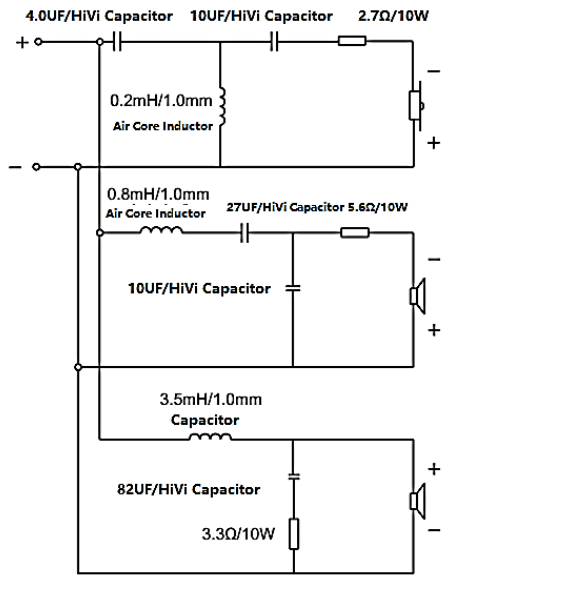 4.0UF/HiVi Capacitor 10UF/HiVi Capacitor 2.7Ω/10W
+
−
0.2mH/1.0mm
Air Core Inductor
+
−
0.8mH/1.0mm
Air Core Inductor 27UF/HiVi Capacitor 5.6Ω/10W
−
10UF/HiVi Capacitor
+
3.5mH/1.0mm
Capacitor
+
82UF/HiVi Capacitor
−
3.3Ω/10W